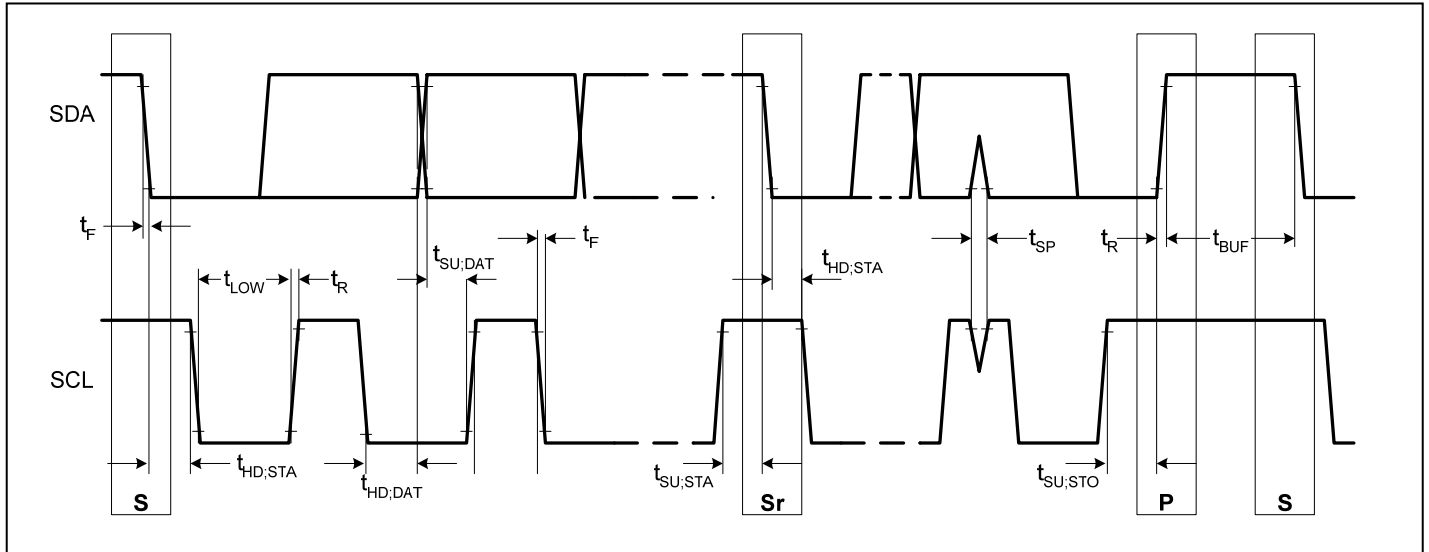 SDA
t_F
t_SU;DAT
t_F
t_SP
t_R
t_BUF
t_LOW
t_R
t_HD;STA
SCL
t_HD;STA
t_HD;DAT
t_SU;STA
t_SU;STO
S
Sr
P
S